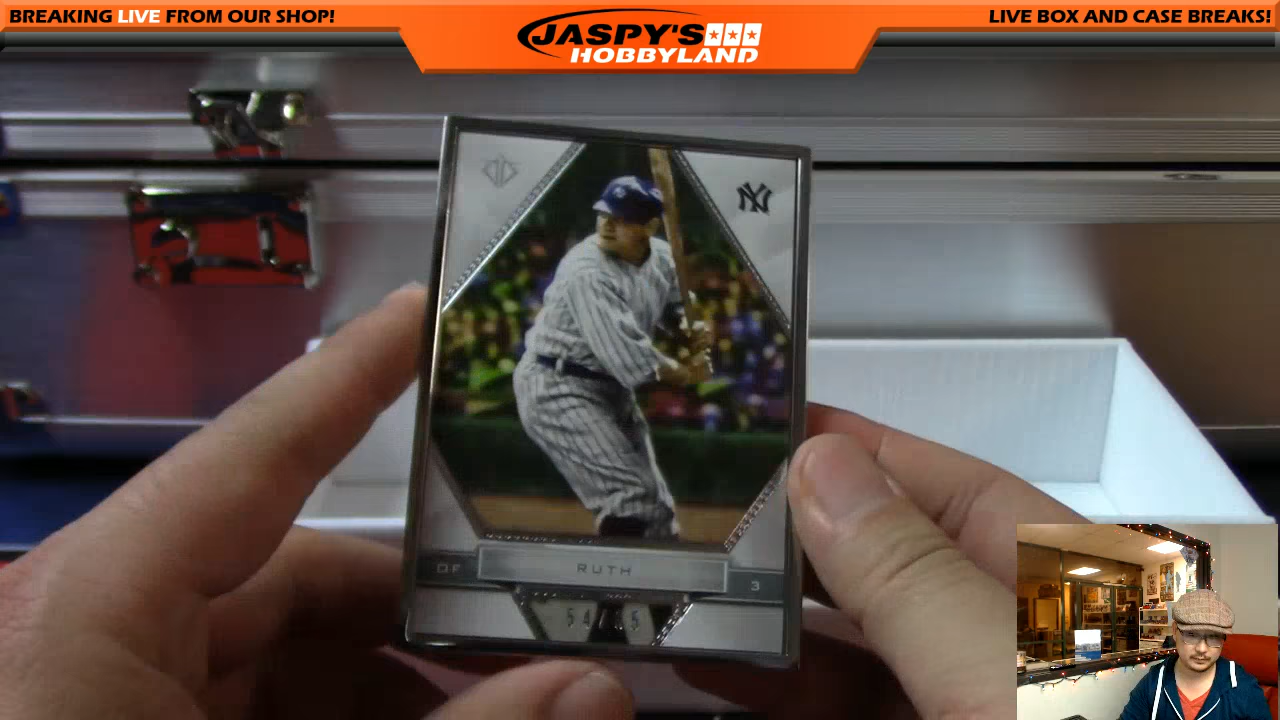 BREAKING LIVE FROM OUR SHOP!
JASPY'S
HOBBYLAND
LIVE BOX AND CASE BREAKS!
NY
OF
RUTH
3